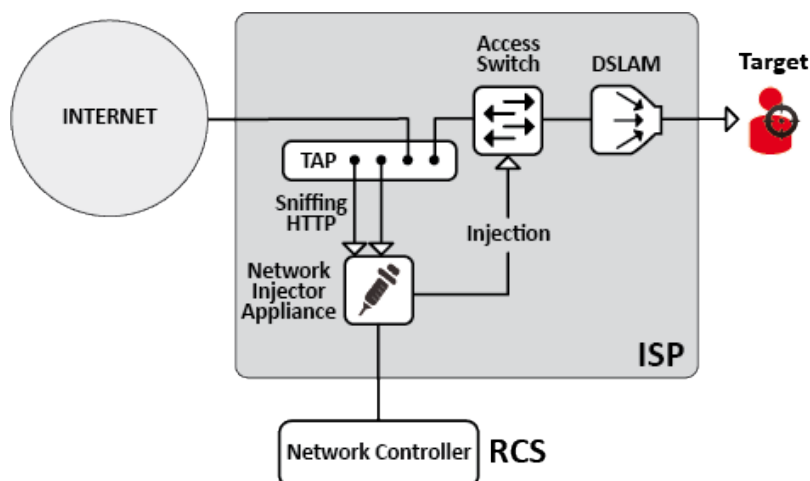 INTERNET
Access
Switch
DSLAM
Target
TAP
Sniffing
HTTP
Injection
Network
Injector
Appliance
ISP
Network Controller
RCS